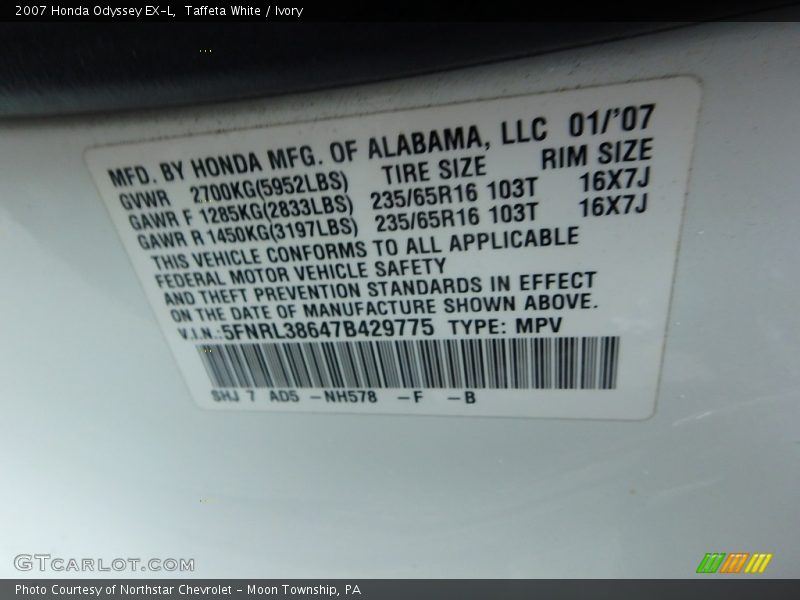 2007 Honda Odyssey EX-L, Taffeta White / Ivory
MFD. BY HONDA MFG. OF ALABAMA, LLC 01/'07
GVWR 2700KG(5952LBS) TIRE SIZE RIM SIZE
GAWR F 1285KG(2833LBS) 235/65R16 103T 16X7J
GAWR R 1450KG(3197LBS) 235/65R16 103T 16X7J
THIS VEHICLE CONFORMS TO ALL APPLICABLE
FEDERAL MOTOR VEHICLE SAFETY
AND THEFT PREVENTION STANDARDS IN EFFECT
ON THE DATE OF MANUFACTURE SHOWN ABOVE.
V.I.N.:5FNRL38647B429775 TYPE: MPV
SHJ 7 AD5 -NH578 -F -B
GTCARLOT.COM
Photo Courtesy of Northstar Chevrolet - Moon Township, PA